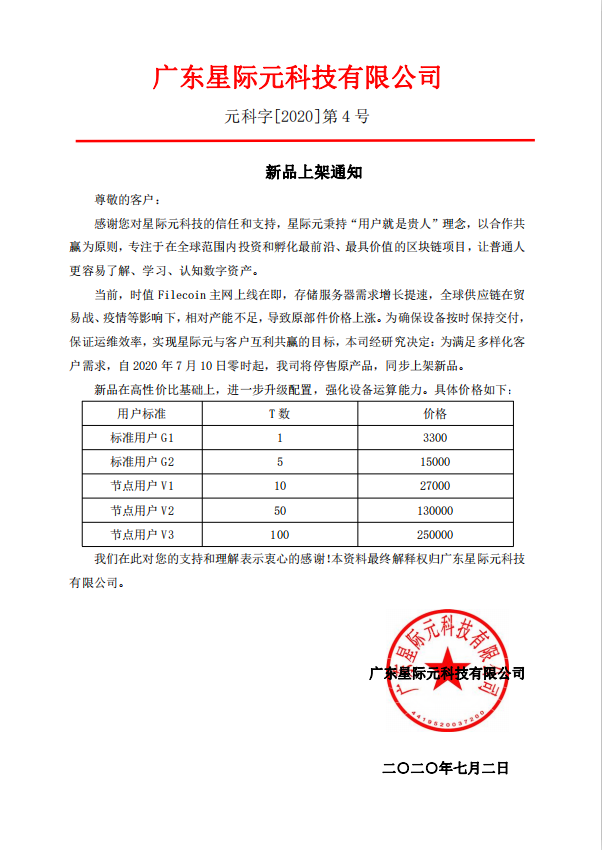 广东星际元科技有限公司
元科字[2020]第 4 号
新品上架通知
尊敬的客户：
感谢您对星际元科技的信任和支持，星际元秉持“用户就是贵人”理念，以合作共
赢为原则，专注于在全球范围内投资和孵化最前沿、最具价值的区块链项目，让普通人
更容易了解、学习、认知数字资产。
当前，时值 Filecoin 主网上线在即，存储服务器需求增长提速，全球供应链在贸
易战、疫情等影响下，相对产能不足，导致原部件价格上涨。为确保设备按时保持交付，
保证运维效率，实现星际元与客户互利共赢的目标，本司经研究决定：为满足多样化客
户需求，自 2020 年 7 月 10 日零时起，我司将停售原产品，同步上架新品。
新品在高性价比基础上，进一步升级配置，强化设备运算能力。具体价格如下：
用户标准 T 数 价格
标准用户 G1 1 3300
标准用户 G2 5 15000
节点用户 V1 10 27000
节点用户 V2 50 130000
节点用户 V3 100 250000
我们在此对您的支持和理解表示衷心的感谢！本资料最终解释权归广东星际元科技
有限公司。
广东星际元科技有限公司
广东星际元科技有限公司
4419520037200
二〇二〇年七月二日